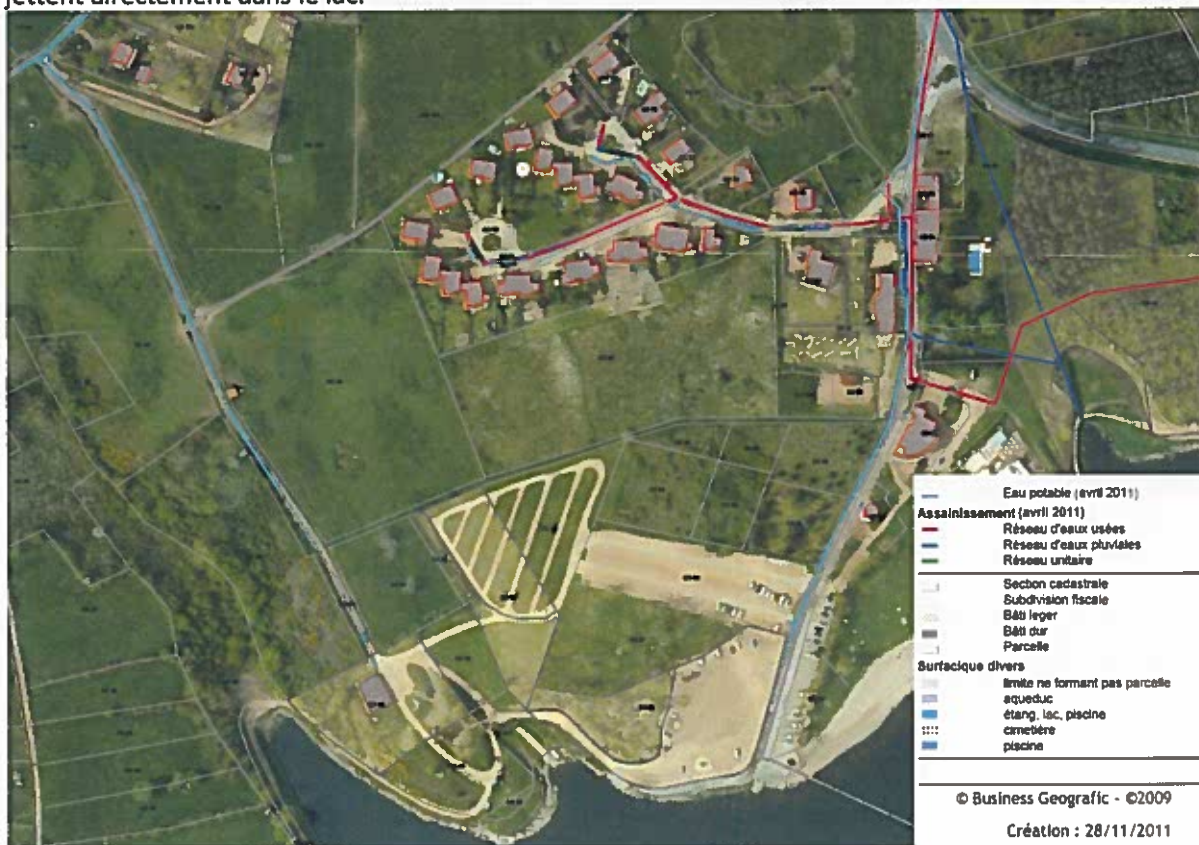 jettent directement dans le lac.
Eau potable (avril 2011)
Assainissement (avril 2011)
Réseau d'eaux usées
Réseau d'eaux pluviales
Réseau unitaire
Section cadastrale
Subdivision fiscale
Bâti leger
Bâti dur
Parcelle
Surfacique divers
limite ne formant pas parcelle
aqueduc
étang, lac, piscine
cimetière
piscine
© Business Geografic - ©2009
Création : 28/11/2011